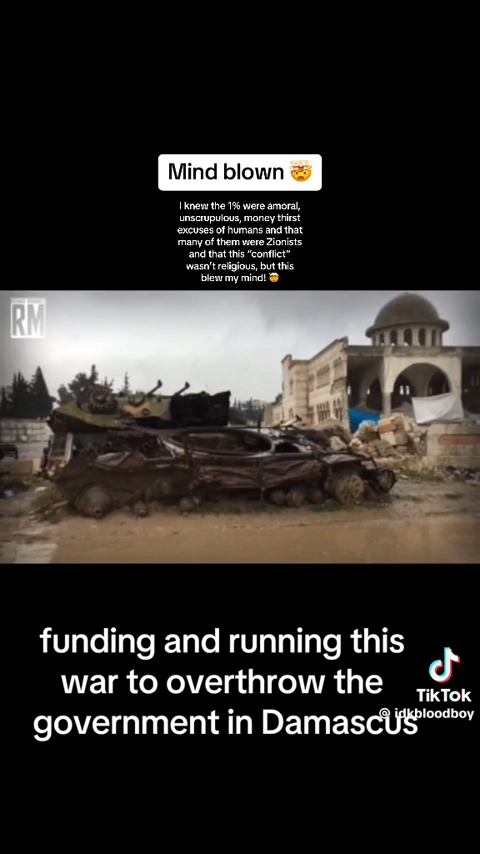 Mind blown 🤯
I knew the 1% were amoral,
unscrupulous, money thirst
excuses of humans and that
many of them were Zionists
and that this “conflict”
wasn’t religious, but this
blew my mind! 🤯
RM
funding and running this
war to overthrow the
government in Damascus
TikTok
@ idkbloodboy